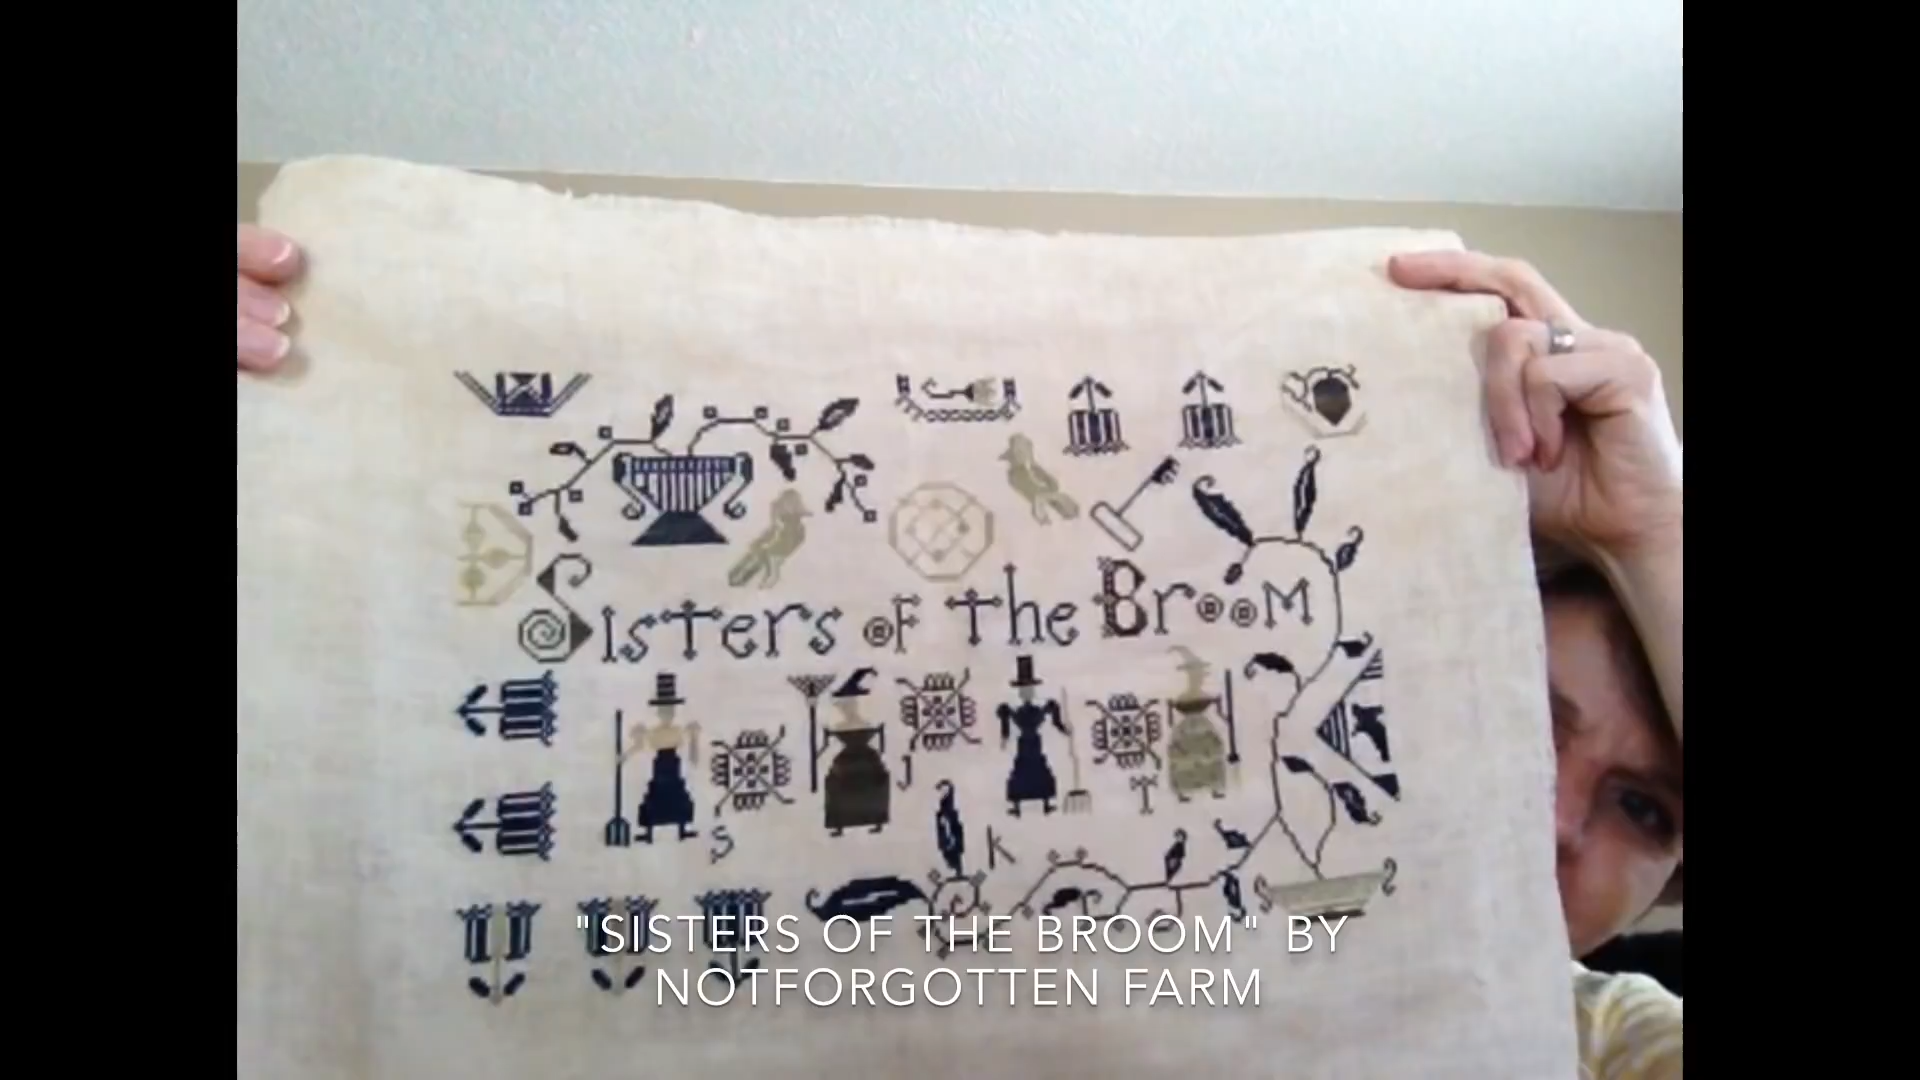 Sisters of the Broom
J
T
S
K
"SISTERS OF THE BROOM" BY
NOTFORGOTTEN FARM